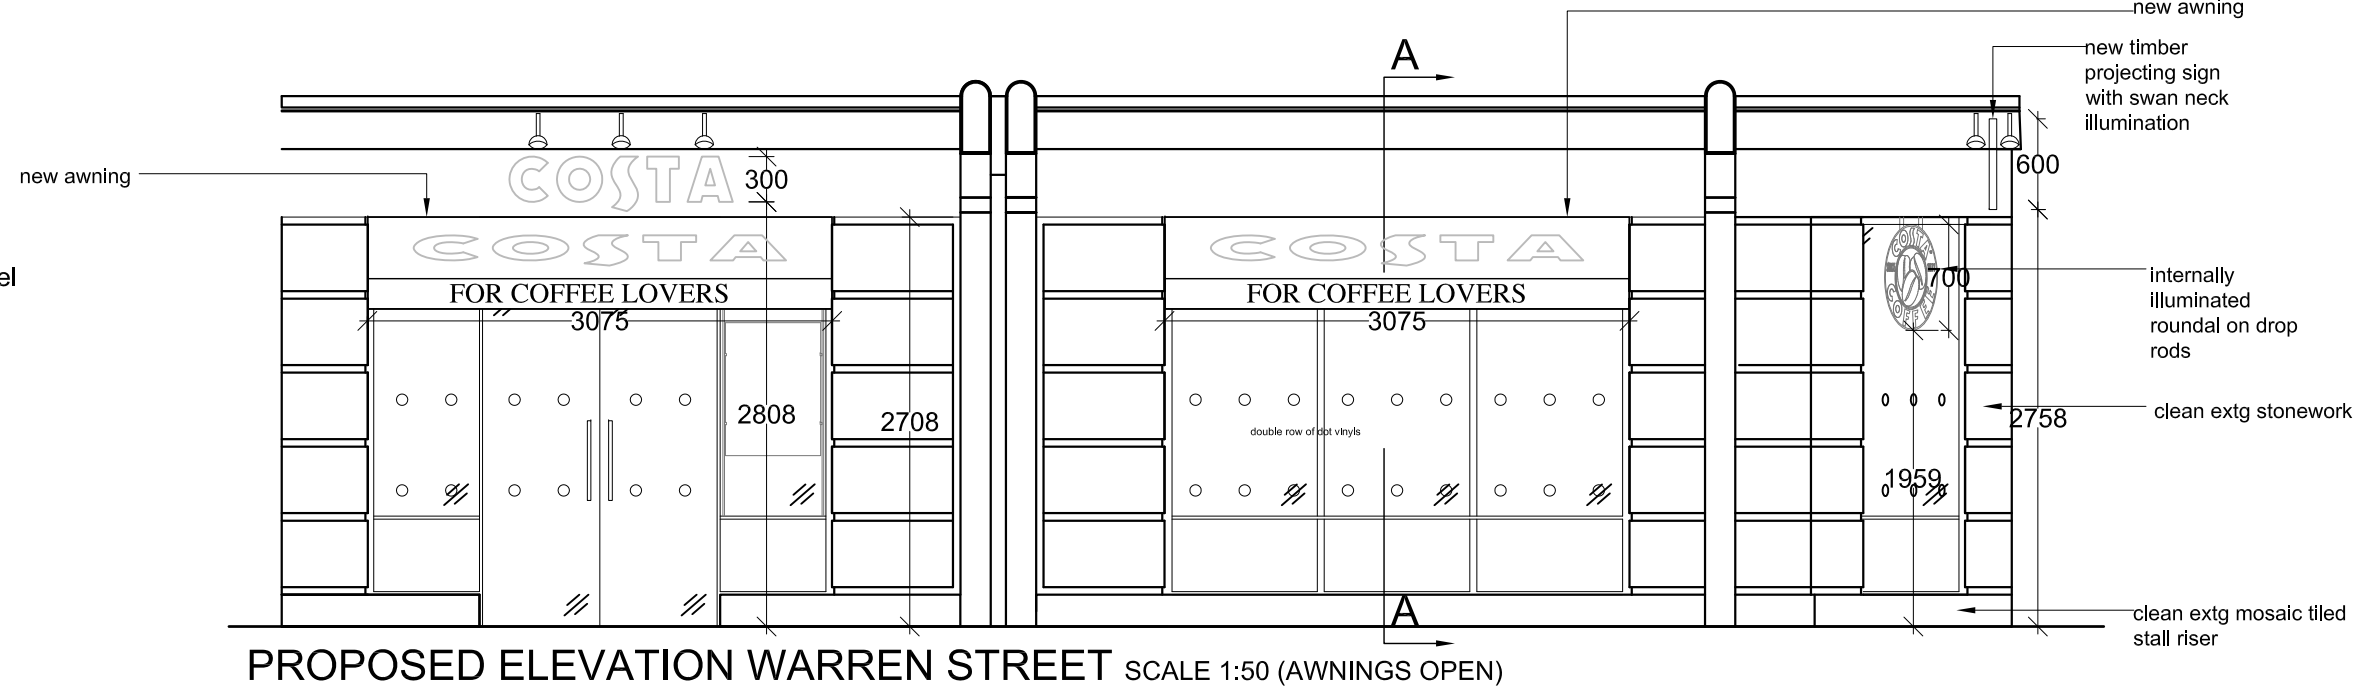 new awning
A
new timber
projecting sign
with swan neck
illumination
COSTA
300
600
new awning
COSTA
COSTA
COSTA
COFFEE
700
el
internally
illuminated
roundal on drop
rods
FOR COFFEE LOVERS
FOR COFFEE LOVERS
3075
3075
2808
2708
double row of dot vinyls
clean extg stonework
2758
1959
A
clean extg mosaic tiled
stall riser
PROPOSED ELEVATION WARREN STREET SCALE 1:50 (AWNINGS OPEN)